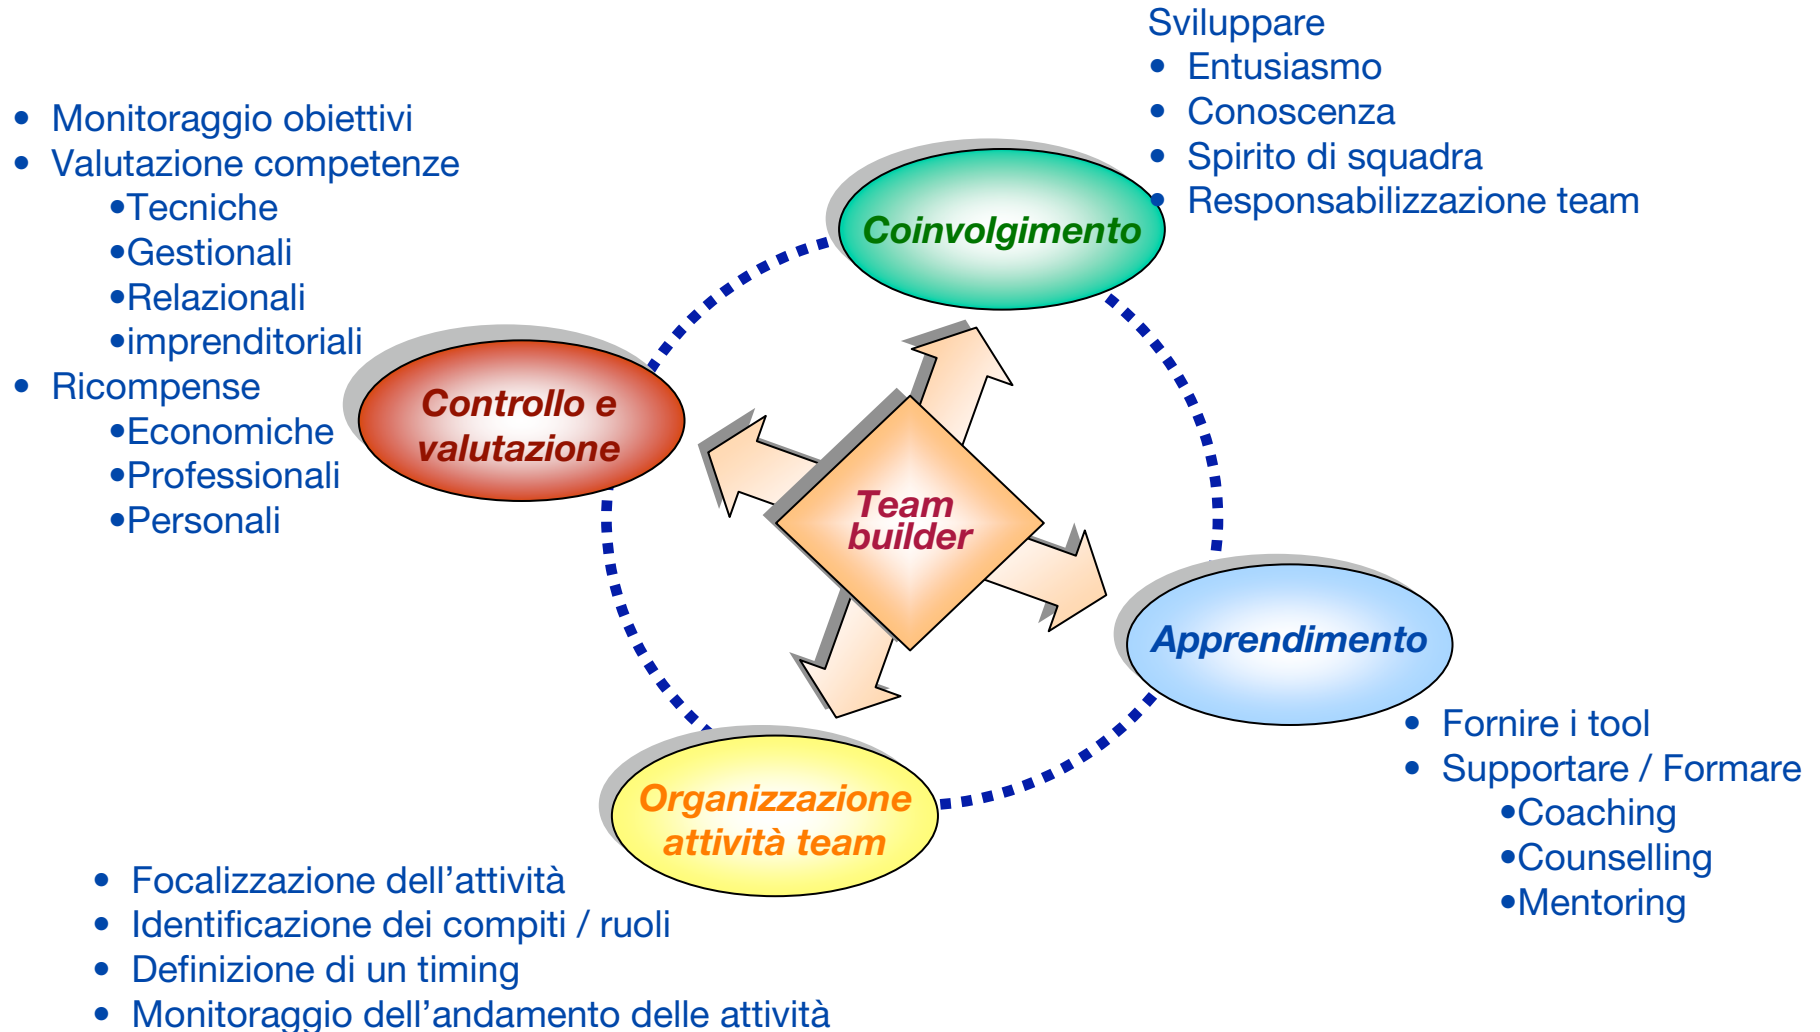 Sviluppare
• Entusiasmo
• Conoscenza
• Spirito di squadra
• Responsabilizzazione team
• Monitoraggio obiettivi
• Valutazione competenze
•Tecniche
•Gestionali
•Relazionali
•imprenditoriali
• Ricompense
•Economiche
•Professionali
•Personali
Coinvolgimento
Controllo e
valutazione
Team
builder
Apprendimento
• Fornire i tool
• Supportare / Formare
•Coaching
•Counselling
•Mentoring
Organizzazione
attività team
• Focalizzazione dell’attività
• Identificazione dei compiti / ruoli
• Definizione di un timing
• Monitoraggio dell’andamento delle attività